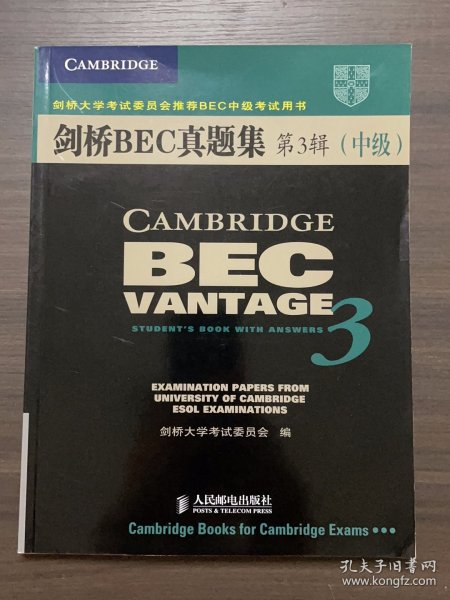 CAMBRIDGE
剑桥大学考试委员会推荐BEC中级考试用书
剑桥BEC真题集 第3辑（中级）
CAMBRIDGE
BEC
VANTAGE 3
STUDENT'S BOOK WITH ANSWERS
EXAMINATION PAPERS FROM
UNIVERSITY OF CAMBRIDGE
ESOL EXAMINATIONS
剑桥大学考试委员会 编
人民邮电出版社
POSTS & TELECOM PRESS
Cambridge Books for Cambridge Exams •••
孔夫子旧书网
www.kongfz.com